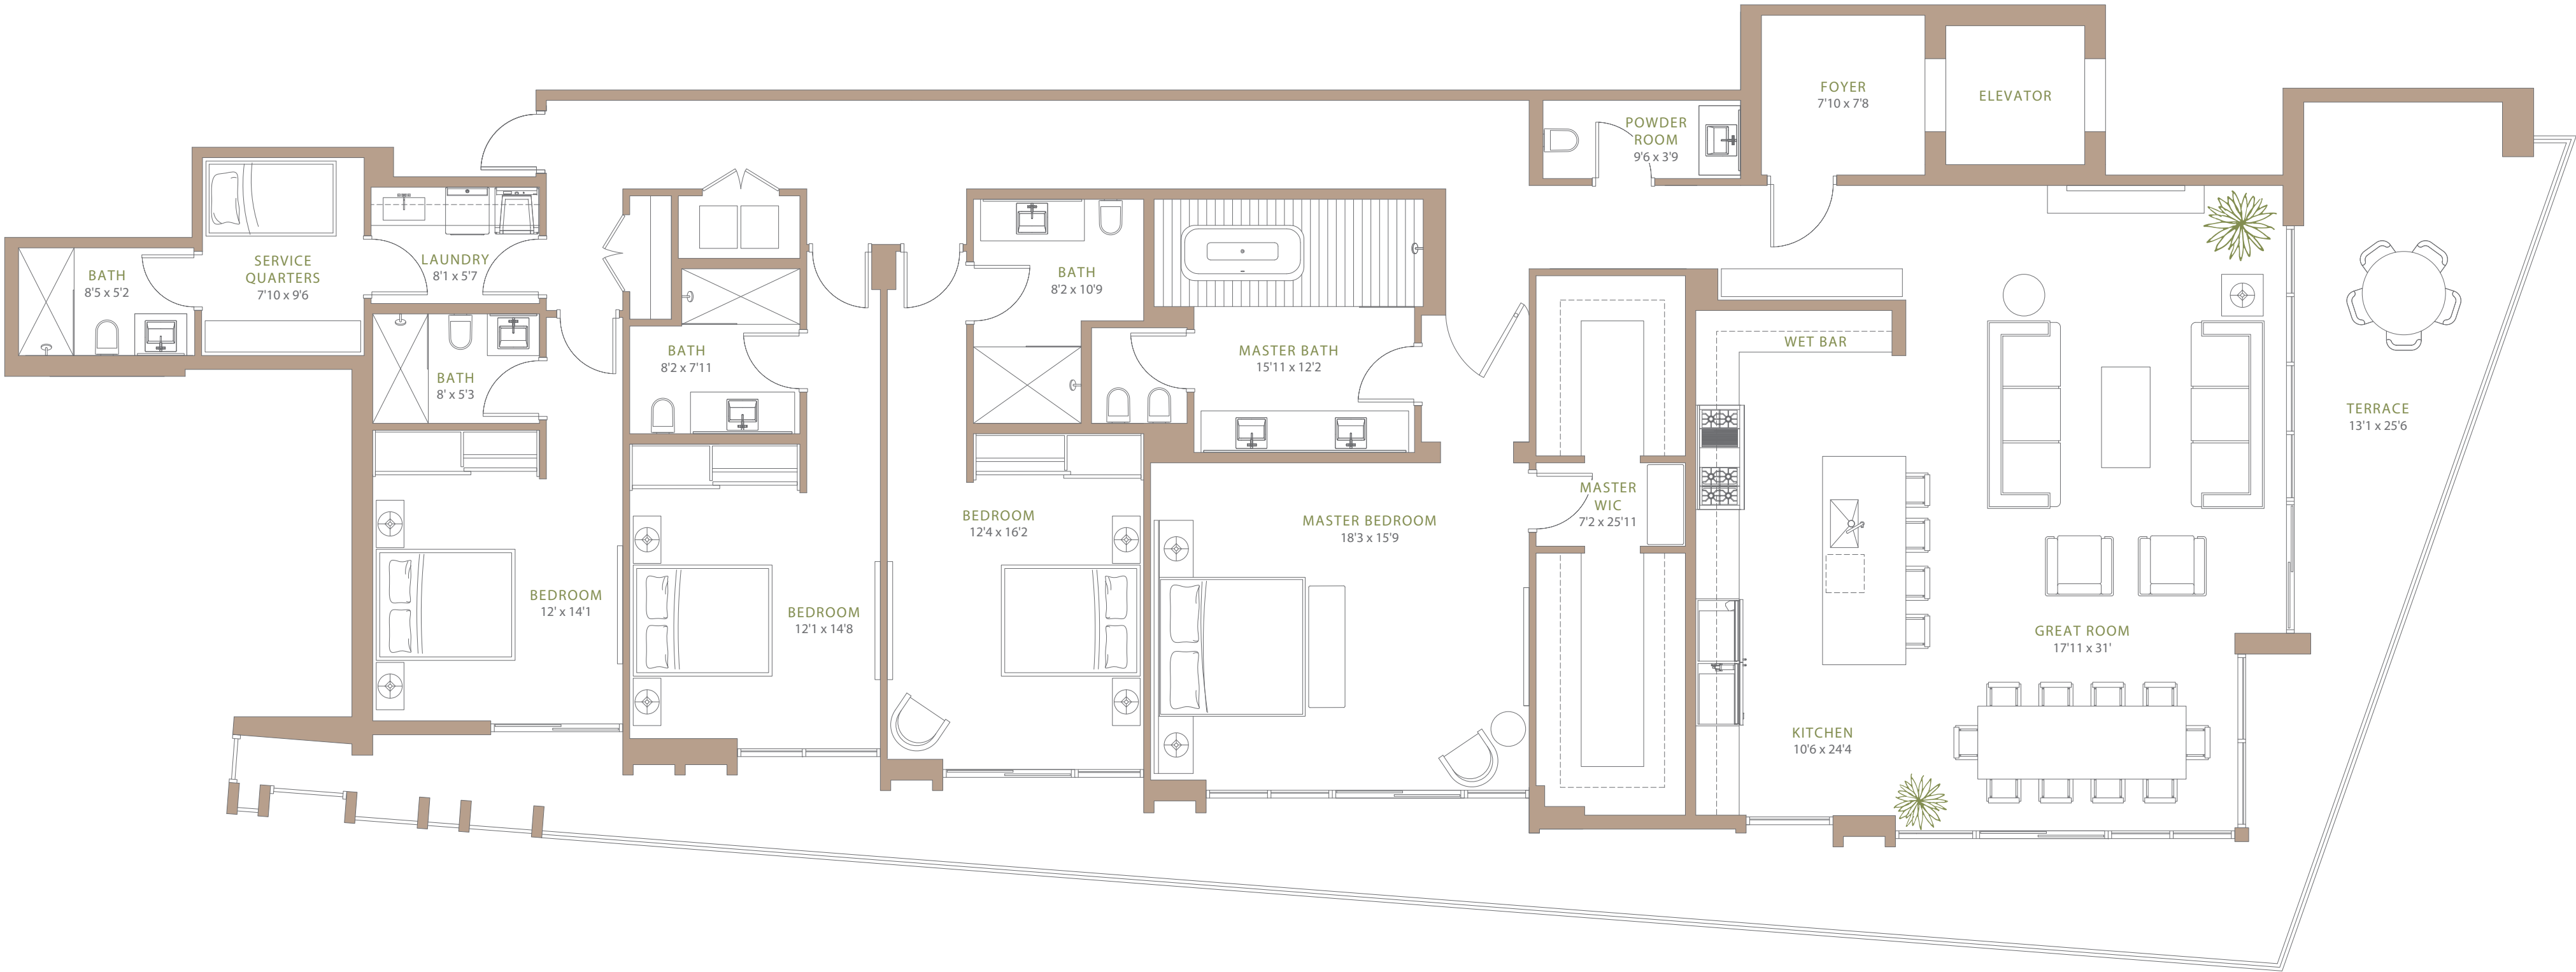 FOYER
7'10 x 7'8
ELEVATOR
POWDER
ROOM
9'6 x 3'9
BATH
8'5 x 5'2
SERVICE
QUARTERS
7'10 x 9'6
LAUNDRY
8'1 x 5'7
BATH
8' x 5'3
BATH
8'2 x 7'11
BATH
8'2 x 10'9
MASTER BATH
15'11 x 12'2
WET BAR
TERRACE
13'1 x 25'6
BEDROOM
12' x 14'1
BEDROOM
12'1 x 14'8
BEDROOM
12'4 x 16'2
MASTER BEDROOM
18'3 x 15'9
MASTER
WIC
7'2 x 25'11
GREAT ROOM
17'11 x 31'
KITCHEN
10'6 x 24'4